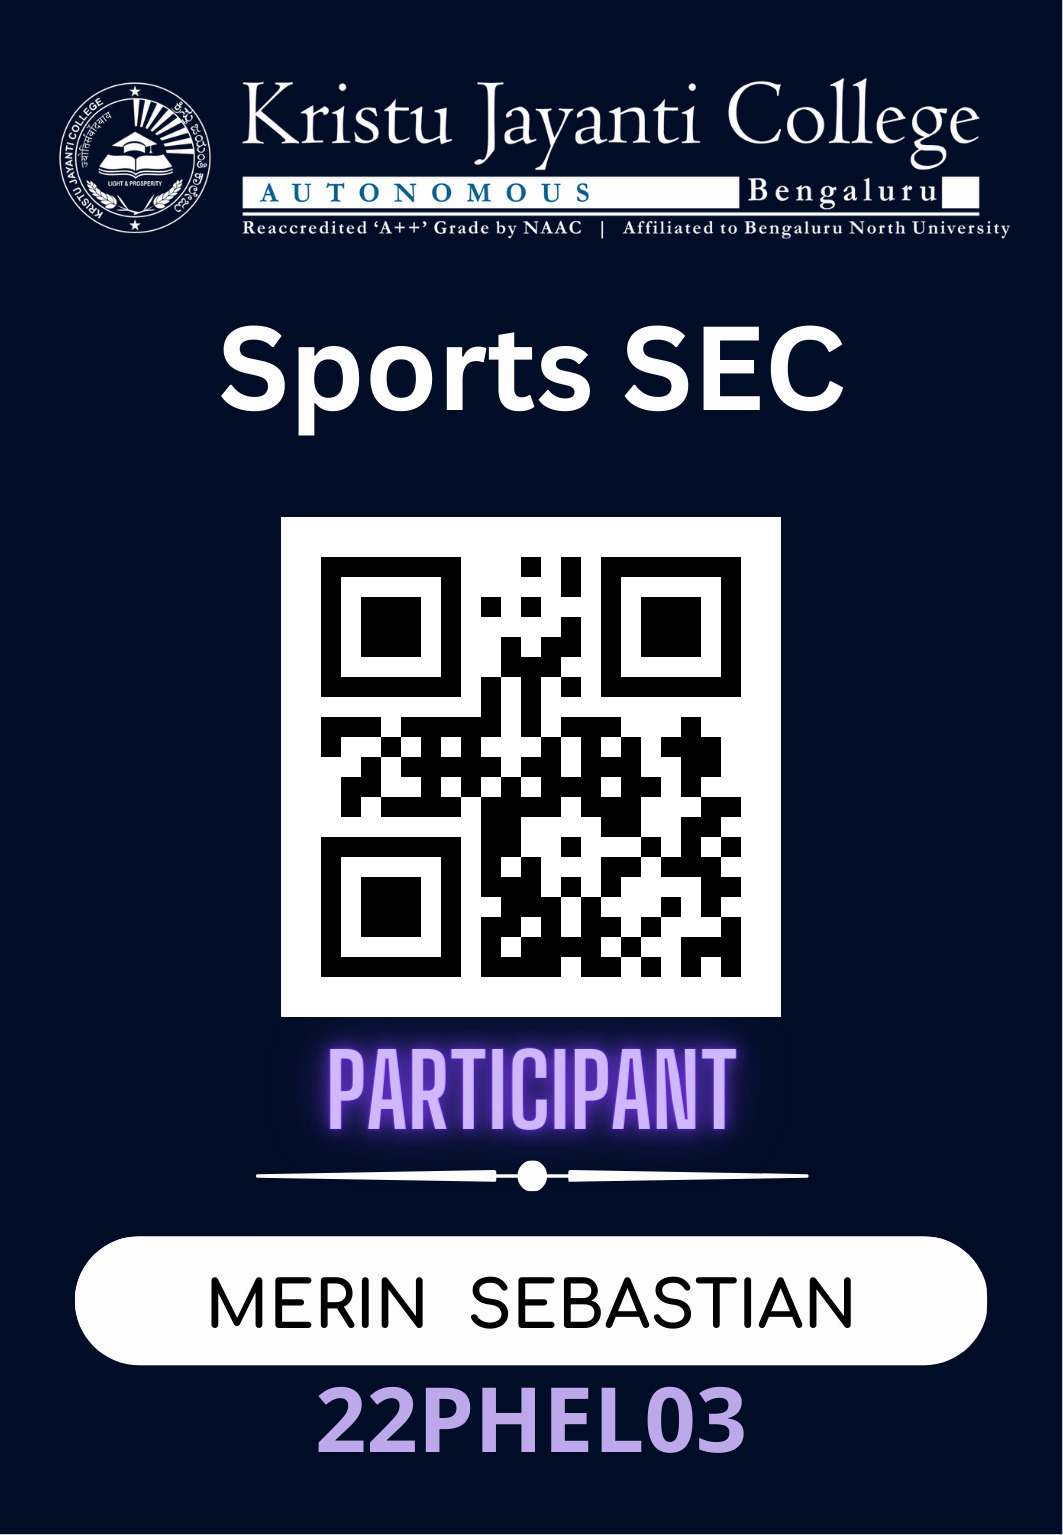 Kristu Jayanti College
AUTONOMOUS Bengaluru
Reaccredited ‘A++’ Grade by NAAC | Affiliated to Bengaluru North University
KRISTU JAYANTI COLLEGE
ಕ್ರಿಸ್ತು ಜಯಂತಿ ಕಾಲೇಜು
LIGHT & PROSPERITY
Sports SEC
PARTICIPANT
MERIN SEBASTIAN
22PHEL03